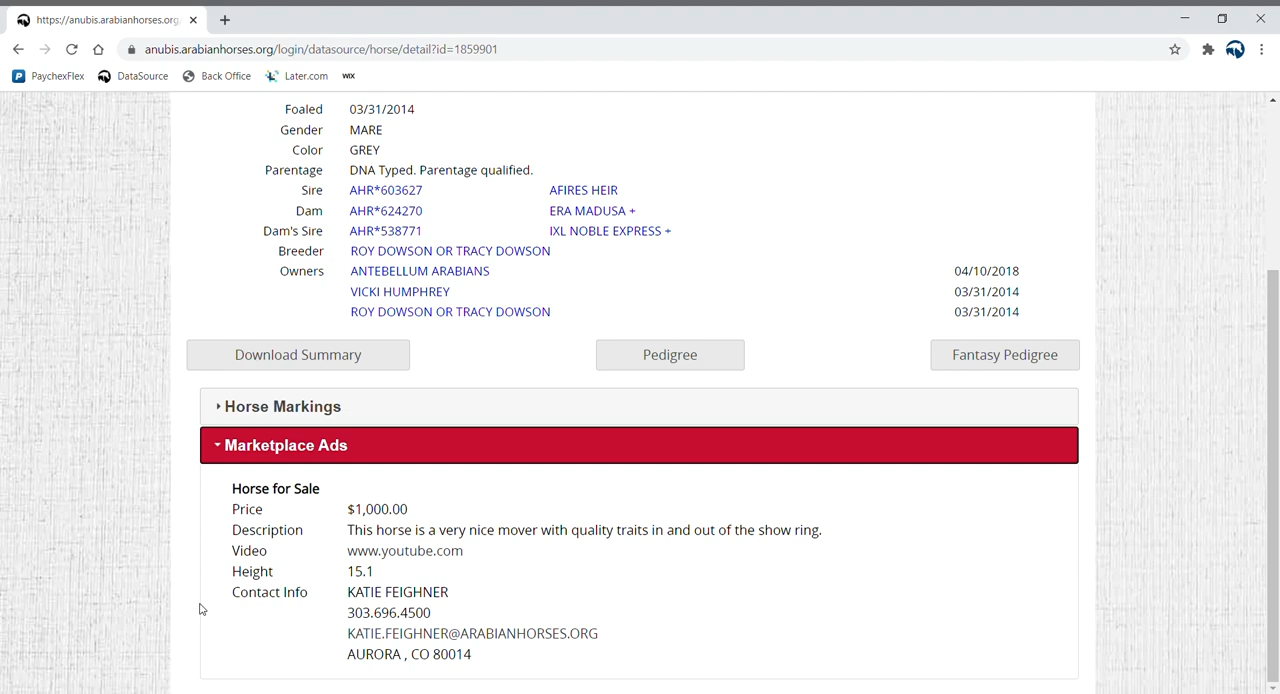 https://anubis.arabianhorses.org
anubis.arabianhorses.org/login/datasource/horse/detail?id=1859901
PaychexFlex DataSource Back Office Later.com WIX
Foaled 03/31/2014
Gender MARE
Color GREY
Parentage DNA Typed. Parentage qualified.
Sire AHR*603627 AFIRES HEIR
Dam AHR*624270 ERA MADUSA +
Dam's Sire AHR*538771 IXL NOBLE EXPRESS +
Breeder ROY DOWSON OR TRACY DOWSON
Owners ANTEBELLUM ARABIANS 04/10/2018
VICKI HUMPHREY 03/31/2014
ROY DOWSON OR TRACY DOWSON 03/31/2014
Download Summary Pedigree Fantasy Pedigree
Horse Markings
Marketplace Ads
Horse for Sale
Price $1,000.00
Description This horse is a very nice mover with quality traits in and out of the show ring.
Video www.youtube.com
Height 15.1
Contact Info KATIE FEIGHNER
303.696.4500
KATIE.FEIGHNER@ARABIANHORSES.ORG
AURORA , CO 80014